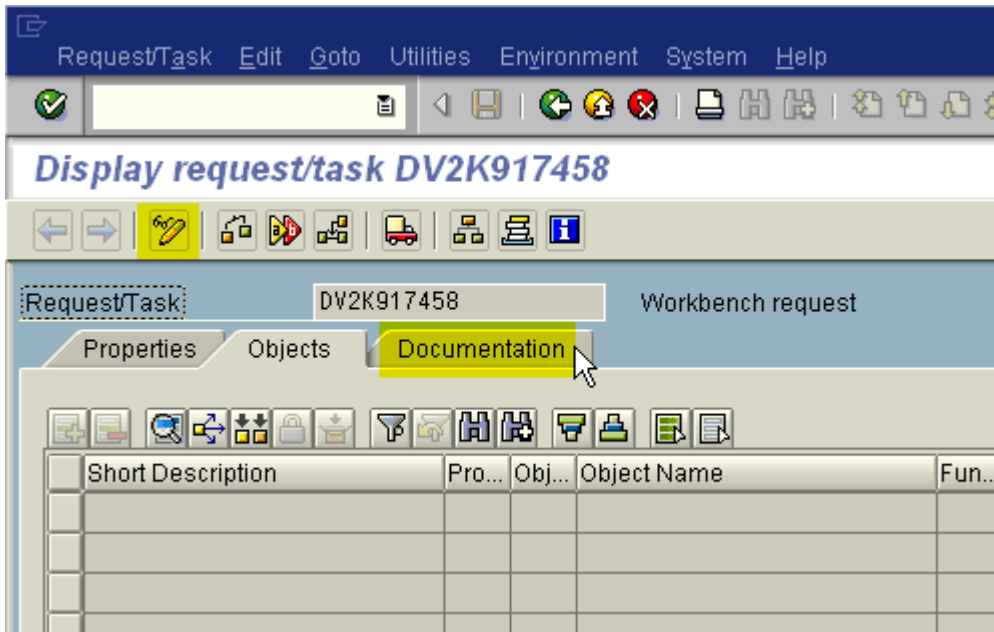 Request/Task Edit Goto Utilities Environment System Help
Display request/task DV2K917458
Request/Task DV2K917458 Workbench request
Properties Objects Documentation
Short Description Pro... Obj... Object Name Fun...